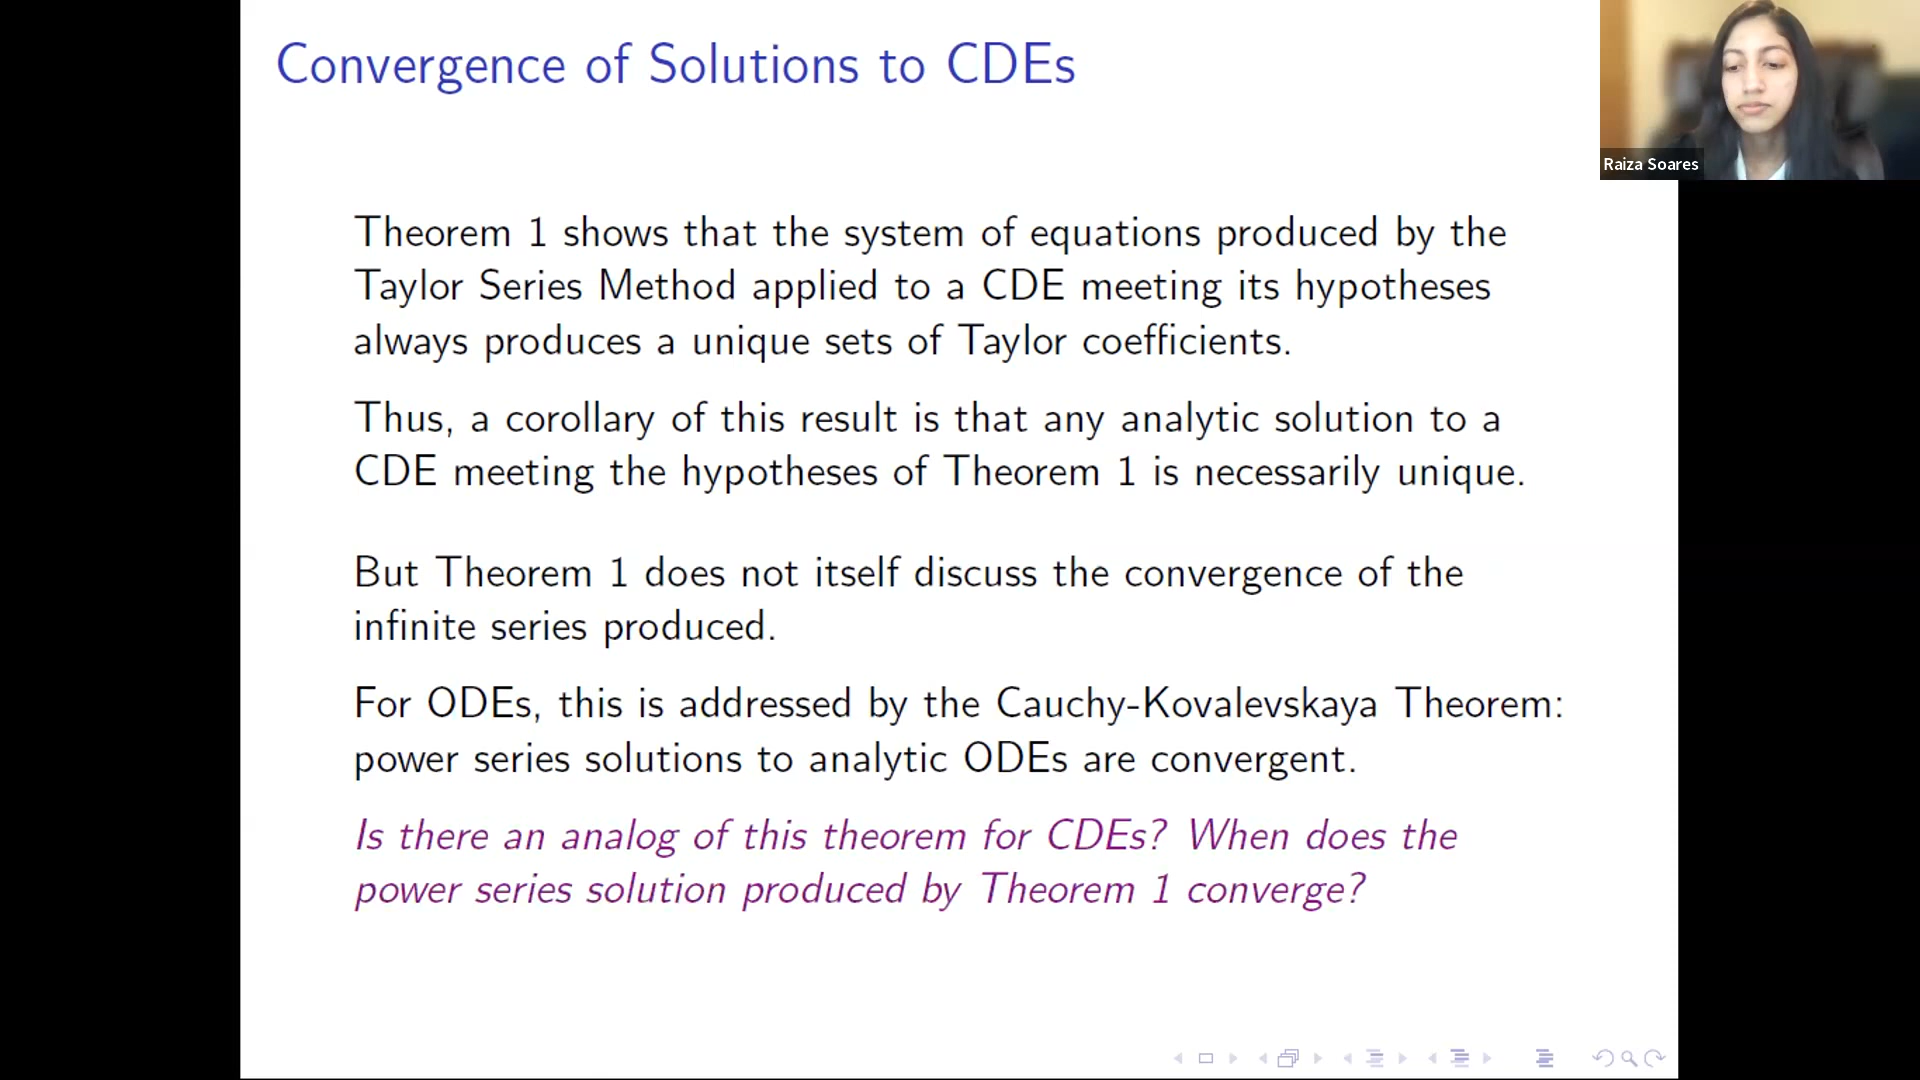 Convergence of Solutions to CDEs
Raiza Soares
Theorem 1 shows that the system of equations produced by the
Taylor Series Method applied to a CDE meeting its hypotheses
always produces a unique sets of Taylor coefficients.
Thus, a corollary of this result is that any analytic solution to a
CDE meeting the hypotheses of Theorem 1 is necessarily unique.
But Theorem 1 does not itself discuss the convergence of the
infinite series produced.
For ODEs, this is addressed by the Cauchy-Kovalevskaya Theorem:
power series solutions to analytic ODEs are convergent.
Is there an analog of this theorem for CDEs? When does the
power series solution produced by Theorem 1 converge?